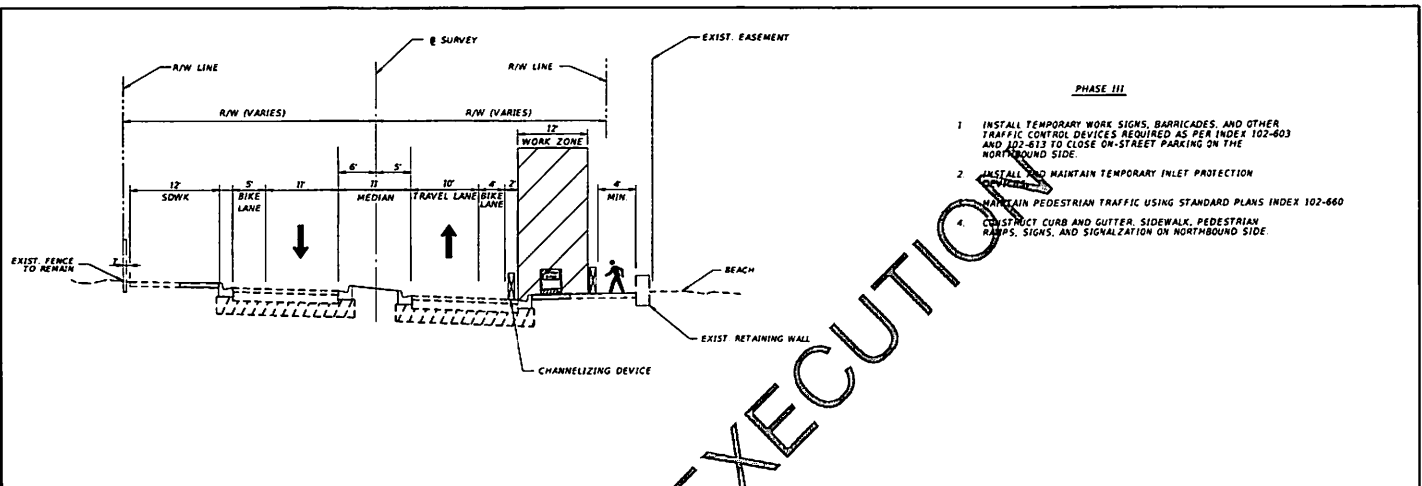 ℄ SURVEY
EXIST. EASEMENT
R/W LINE
R/W LINE
R/W (VARIES)
R/W (VARIES)
12'
WORK ZONE
6'
5'
12'
SDWK
5'
BIKE
LANE
11'
11'
MEDIAN
10'
TRAVEL LANE
4'
BIKE
LANE
2'
4'
MIN.
EXIST. FENCE
TO REMAIN
BEACH
EXIST. RETAINING WALL
CHANNELIZING DEVICE
PHASE III
1 INSTALL TEMPORARY WORK SIGNS, BARRICADES, AND OTHER
TRAFFIC CONTROL DEVICES REQUIRED AS PER INDEX 102-603
AND 102-613 TO CLOSE ON-STREET PARKING ON THE
NORTHBOUND SIDE.
2. INSTALL AND MAINTAIN TEMPORARY INLET PROTECTION
DEVICES.
MAINTAIN PEDESTRIAN TRAFFIC USING STANDARD PLANS INDEX 102-660
4. CONSTRUCT CURB AND GUTTER, SIDEWALK, PEDESTRIAN
RAMPS, SIGNS, AND SIGNALZATION ON NORTHBOUND SIDE.
EXECUTION